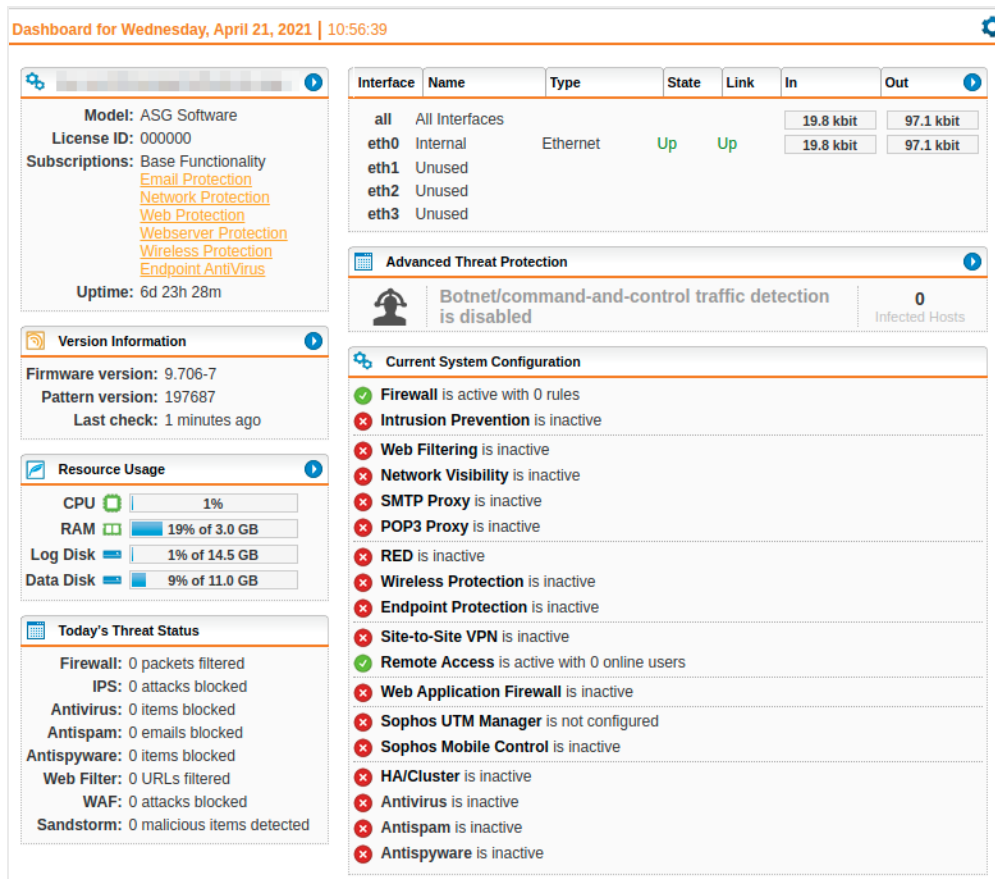 Dashboard for Wednesday, April 21, 2021 | 10:56:39
Model: ASG Software
License ID: 000000
Subscriptions: Base Functionality
Email Protection
Network Protection
Web Protection
Webserver Protection
Wireless Protection
Endpoint AntiVirus
Uptime: 6d 23h 28m
Version Information
Firmware version: 9.706-7
Pattern version: 197687
Last check: 1 minutes ago
Resource Usage
CPU 1%
RAM 19% of 3.0 GB
Log Disk 1% of 14.5 GB
Data Disk 9% of 11.0 GB
Today's Threat Status
Firewall: 0 packets filtered
IPS: 0 attacks blocked
Antivirus: 0 items blocked
Antispam: 0 emails blocked
Antispyware: 0 items blocked
Web Filter: 0 URLs filtered
WAF: 0 attacks blocked
Sandstorm: 0 malicious items detected
Interface Name Type State Link In Out
all All Interfaces 19.8 kbit 97.1 kbit
eth0 Internal Ethernet Up Up 19.8 kbit 97.1 kbit
eth1 Unused
eth2 Unused
eth3 Unused
Advanced Threat Protection
Botnet/command-and-control traffic detection
is disabled
0
Infected Hosts
Current System Configuration
Firewall is active with 0 rules
Intrusion Prevention is inactive
Web Filtering is inactive
Network Visibility is inactive
SMTP Proxy is inactive
POP3 Proxy is inactive
RED is inactive
Wireless Protection is inactive
Endpoint Protection is inactive
Site-to-Site VPN is inactive
Remote Access is active with 0 online users
Web Application Firewall is inactive
Sophos UTM Manager is not configured
Sophos Mobile Control is inactive
HA/Cluster is inactive
Antivirus is inactive
Antispam is inactive
Antispyware is inactive